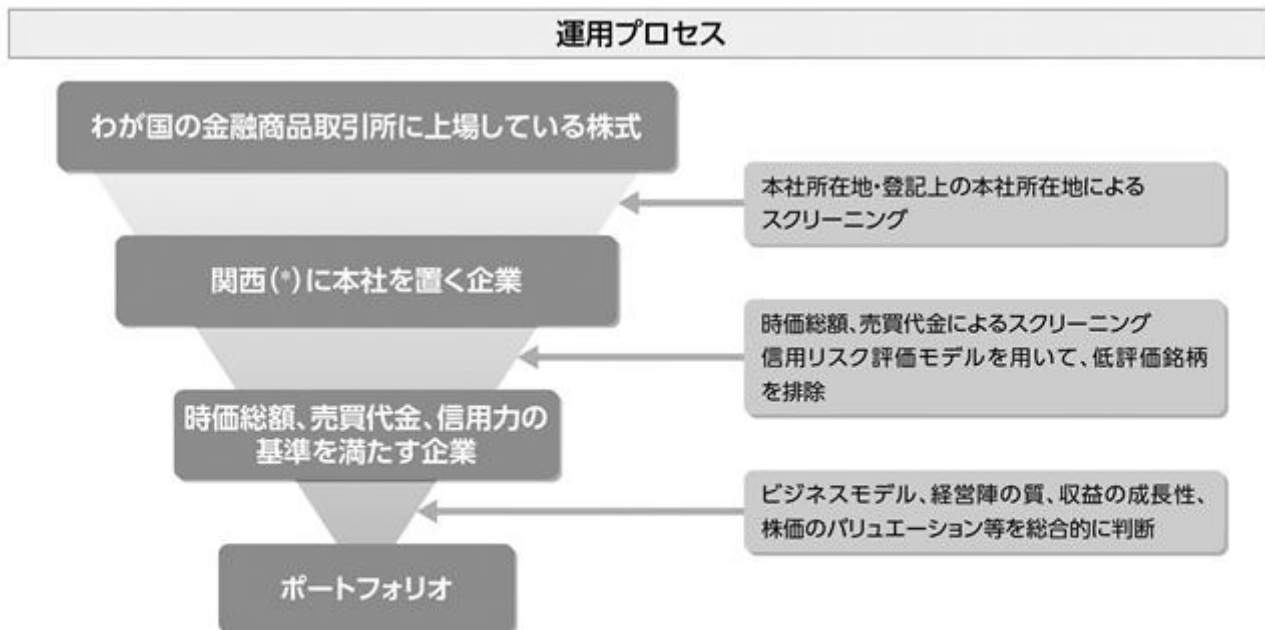 運用プロセス
わが国の金融商品取引所に上場している株式
本社所在地・登記上の本社所在地による
スクリーニング
関西(*)に本社を置く企業
時価総額、売買代金によるスクリーニング
信用リスク評価モデルを用いて、低評価銘柄
を排除
時価総額、売買代金、信用力の
基準を満たす企業
ビジネスモデル、経営陣の質、収益の成長性、
株価のバリュエーション等を総合的に判断
ポートフォリオ